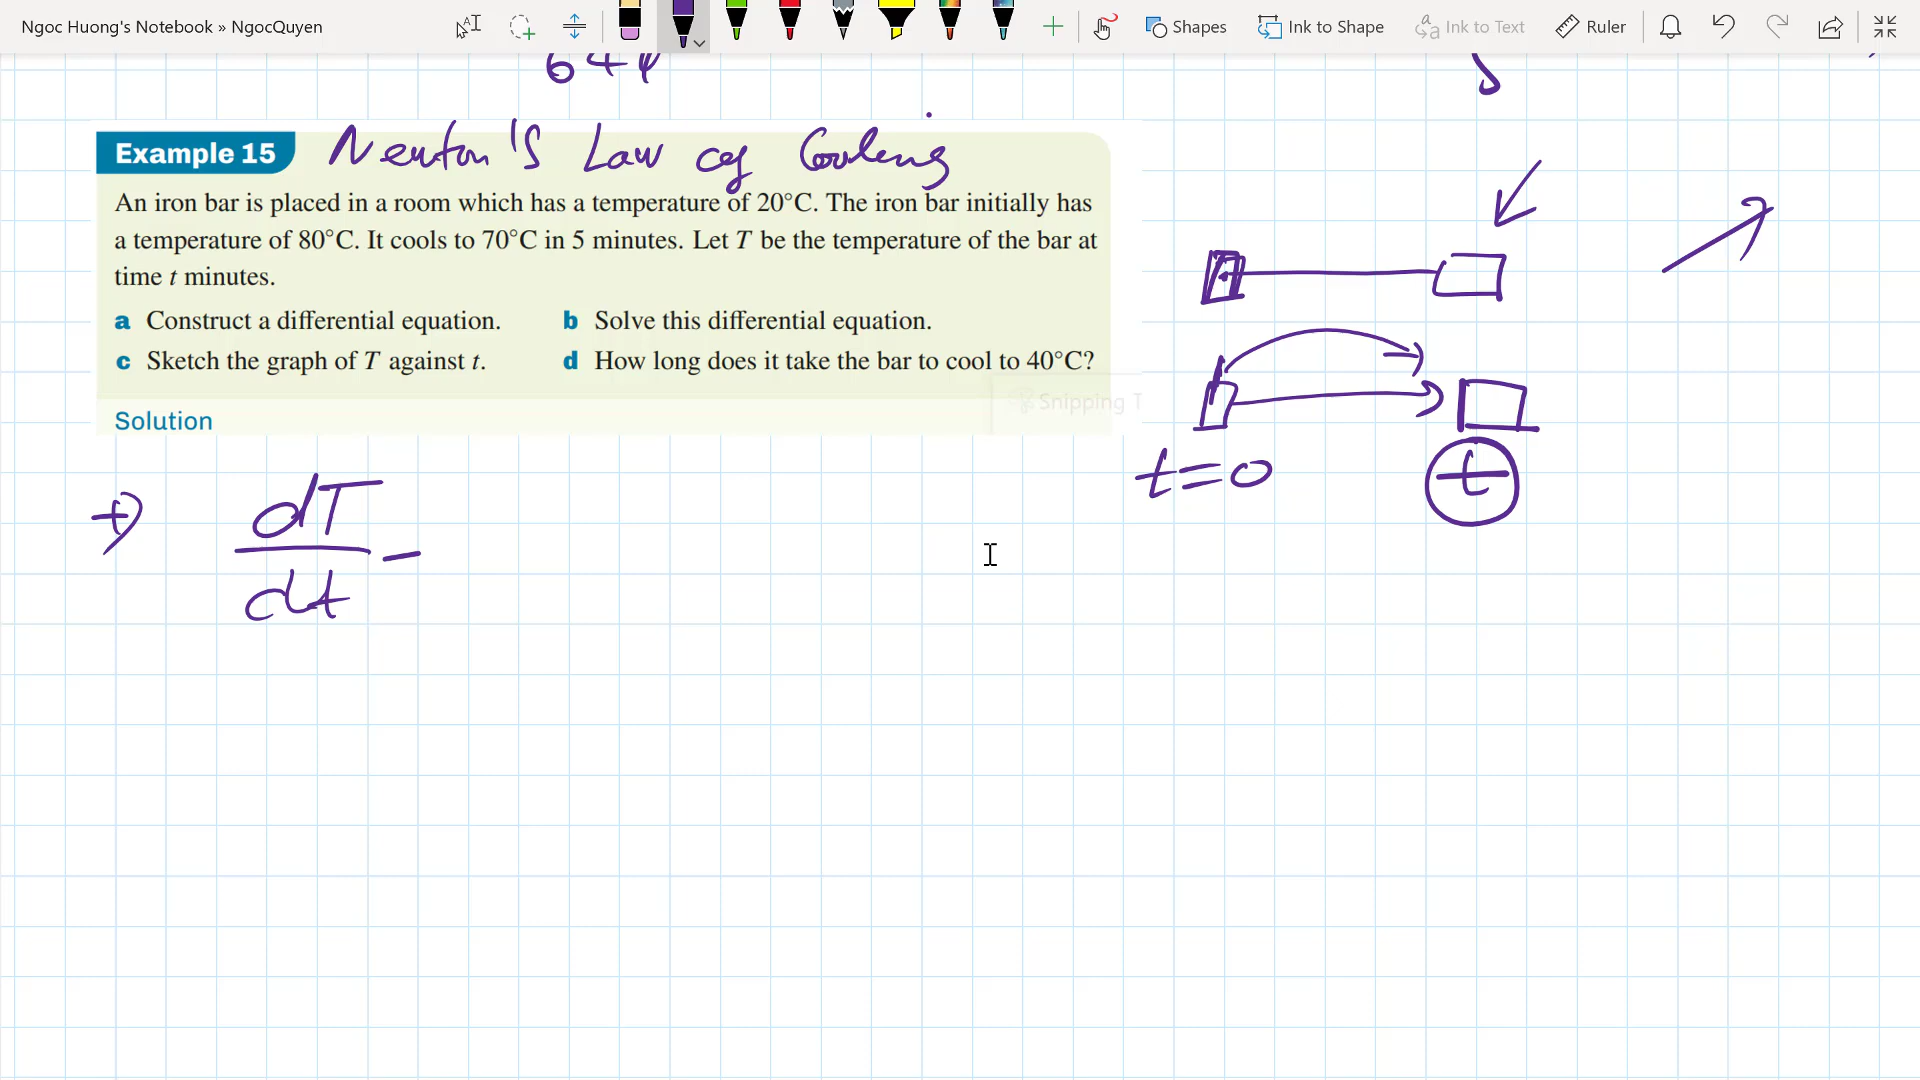 Ngoc Huong's Notebook » NgocQuyen
Shapes
Ink to Shape
Ink to Text
Ruler
644
Example 15 Newton's Law of Cooling
An iron bar is placed in a room which has a temperature of 20°C. The iron bar initially has
a temperature of 80°C. It cools to 70°C in 5 minutes. Let T be the temperature of the bar at
time t minutes.
a Construct a differential equation. b Solve this differential equation.
c Sketch the graph of T against t. d How long does it take the bar to cool to 40°C?
Snipping T
Solution
t=0 t
dT
dt